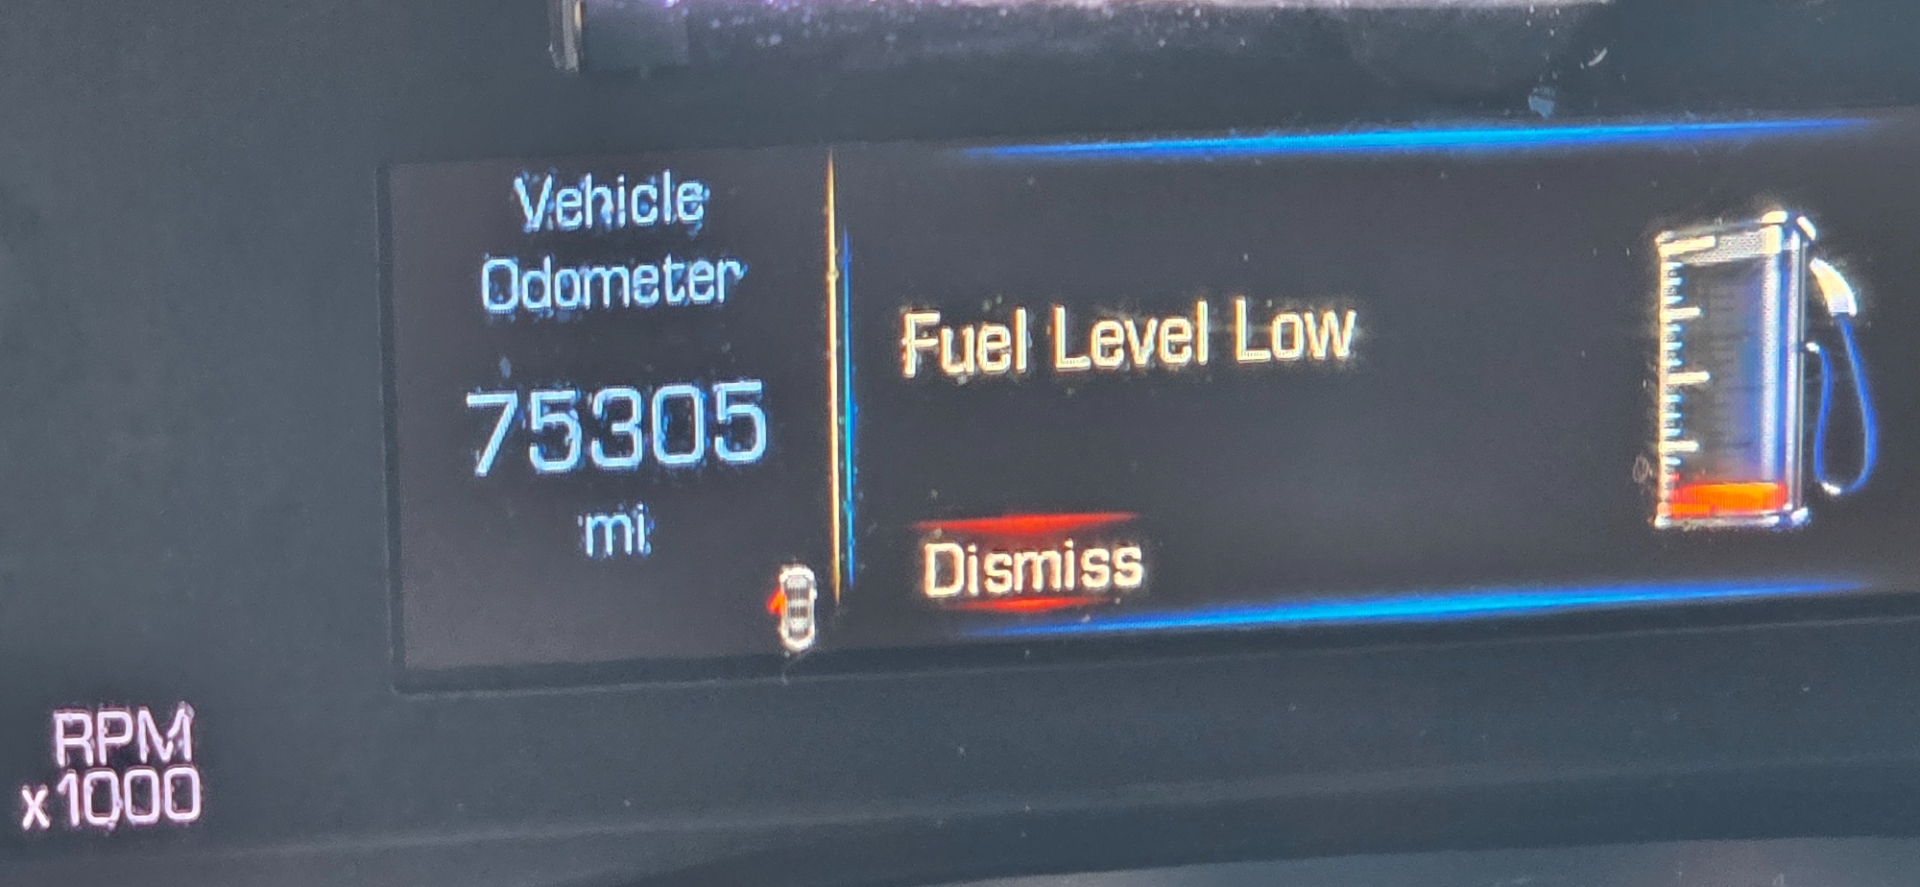 Vehicle
Odometer
75305
mi
Fuel Level Low
Dismiss
RPM
x1000